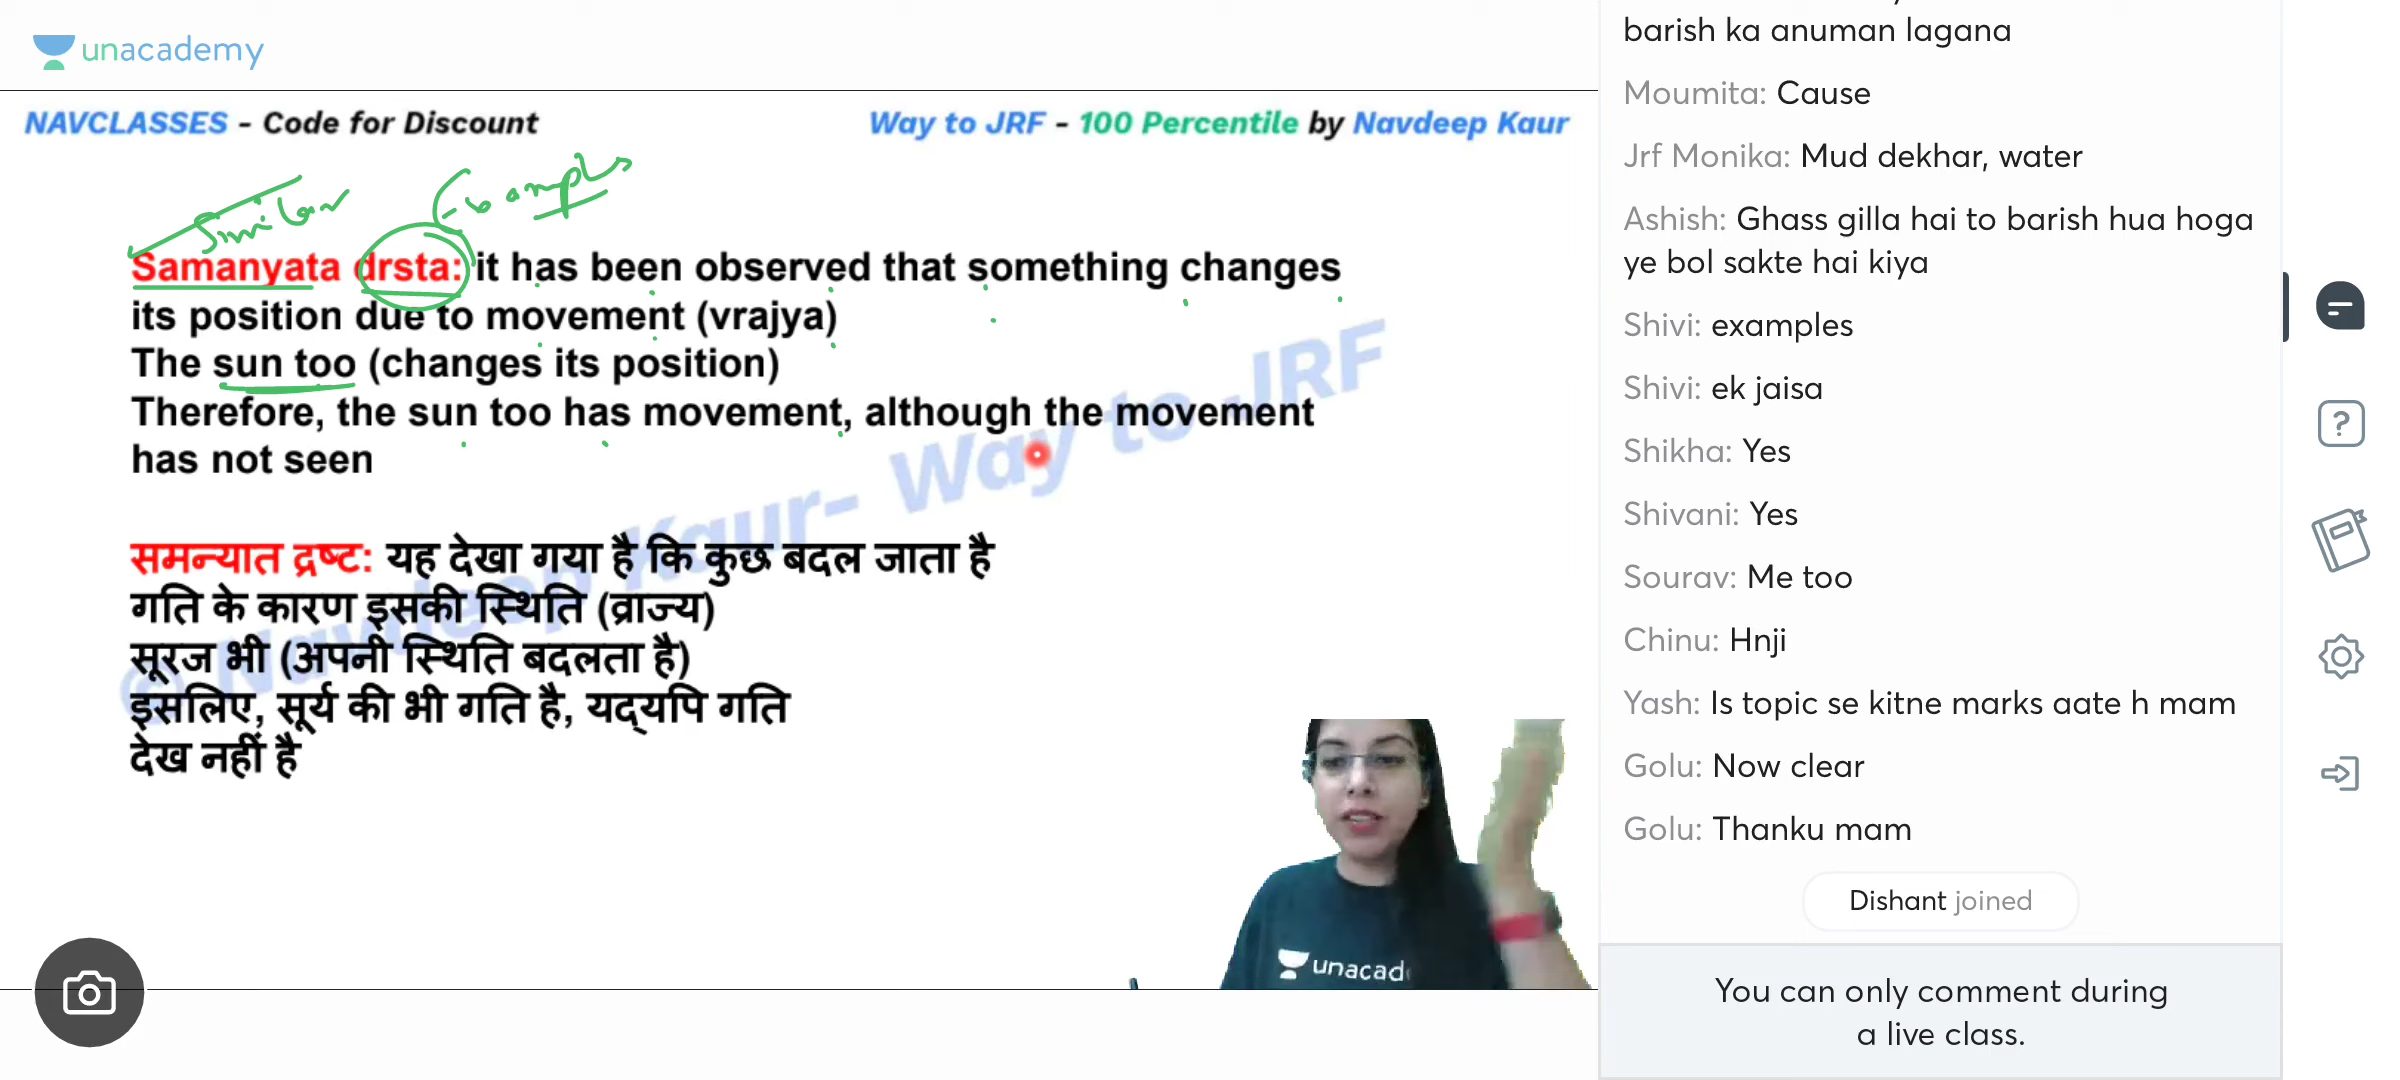 unacademy
NAVCLASSES - Code for Discount
Way to JRF - 100 Percentile by Navdeep Kaur
Similar
Examples
Samanyata drsta: it has been observed that something changes
its position due to movement (vrajya)
The sun too (changes its position)
Therefore, the sun too has movement, although the movement
has not seen
© Navdeep Kaur- Way to JRF
समन्यात द्रष्ट: यह देखा गया है कि कुछ बदल जाता है
गति के कारण इसकी स्थिति (व्राज्य)
सूरज भी (अपनी स्थिति बदलता है)
इसलिए, सूर्य की भी गति है, यद्यपि गति
देख नहीं है
unacad
barish ka anuman lagana
Moumita: Cause
Jrf Monika: Mud dekhar, water
Ashish: Ghass gilla hai to barish hua hoga
ye bol sakte hai kiya
Shivi: examples
Shivi: ek jaisa
Shikha: Yes
Shivani: Yes
Sourav: Me too
Chinu: Hnji
Yash: Is topic se kitne marks aate h mam
Golu: Now clear
Golu: Thanku mam
Dishant joined
You can only comment during
a live class.
?